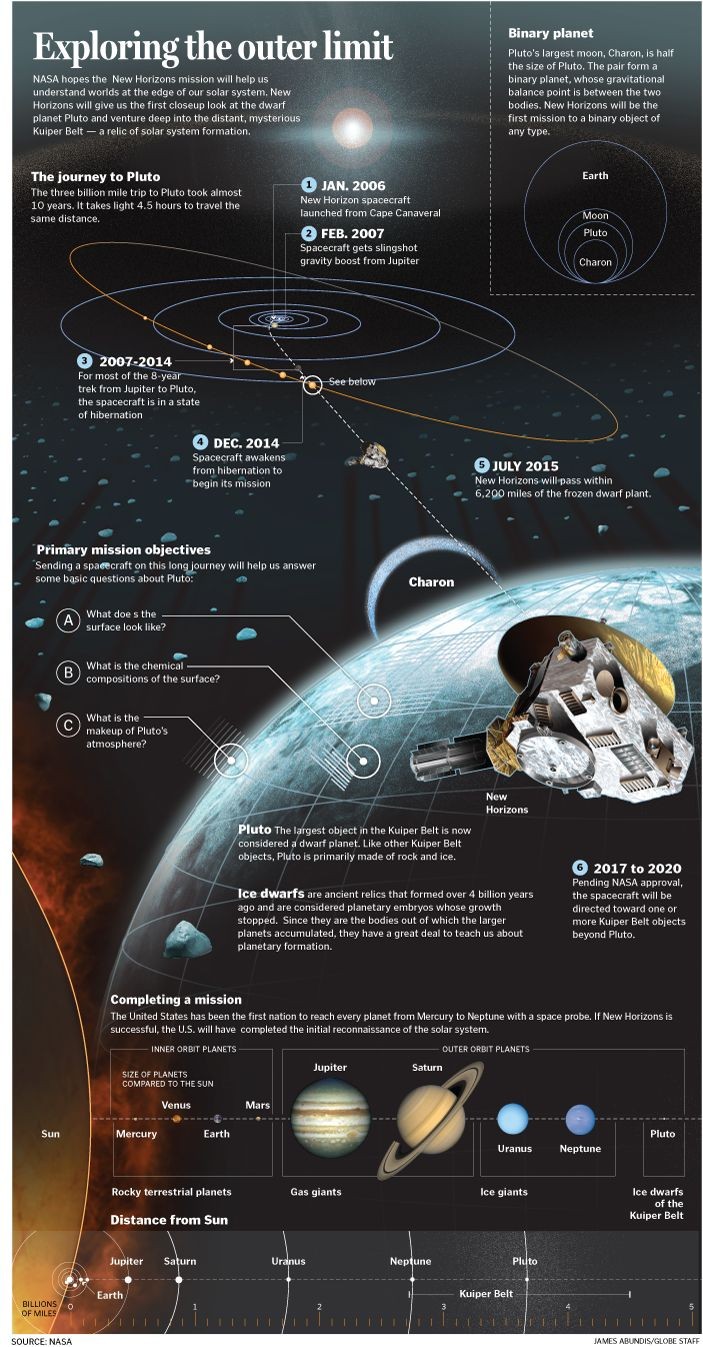 Exploring the outer limit
NASA hopes the New Horizons mission will help us
understand worlds at the edge of our solar system. New
Horizons will give us the first closeup look at the dwarf
planet Pluto and venture deep into the distant, mysterious
Kuiper Belt — a relic of solar system formation.
Binary planet
Pluto's largest moon, Charon, is half
the size of Pluto. The pair form a
binary planet, whose gravitational
balance point is between the two
bodies. New Horizons will be the
first mission to a binary object of
any type.
Earth
Moon
Pluto
Charon
The journey to Pluto
The three billion mile trip to Pluto took almost
10 years. It takes light 4.5 hours to travel the
same distance.
1 JAN. 2006
New Horizon spacecraft
launched from Cape Canaveral
2 FEB. 2007
Spacecraft gets slingshot
gravity boost from Jupiter
3 2007-2014
For most of the 8-year
trek from Jupiter to Pluto,
the spacecraft is in a state
of hibernation
See below
4 DEC. 2014
Spacecraft awakens
from hibernation to
begin its mission
5 JULY 2015
New Horizons will pass within
6,200 miles of the frozen dwarf plant.
Primary mission objectives
Sending a spacecraft on this long journey will help us answer
some basic questions about Pluto:
Charon
A What doe s the
surface look like?
B What is the chemical
compositions of the surface?
C What is the
makeup of Pluto's
atmosphere?
New
Horizons
Pluto The largest object in the Kuiper Belt is now
considered a dwarf planet. Like other Kuiper Belt
objects, Pluto is primarily made of rock and ice.
Ice dwarfs are ancient relics that formed over 4 billion years
ago and are considered planetary embryos whose growth
stopped. Since they are the bodies out of which the larger
planets accumulated, they have a great deal to teach us about
planetary formation.
6 2017 to 2020
Pending NASA approval,
the spacecraft will be
directed toward one or
more Kuiper Belt objects
beyond Pluto.
Completing a mission
The United States has been the first nation to reach every planet from Mercury to Neptune with a space probe. If New Horizons is
successful, the U.S. will have completed the initial reconnaissance of the solar system.
INNER ORBIT PLANETS
OUTER ORBIT PLANETS
SIZE OF PLANETS
COMPARED TO THE SUN
Jupiter
Saturn
Venus
Mars
Sun
Mercury
Earth
Uranus
Neptune
Pluto
Rocky terrestrial planets
Gas giants
Ice giants
Ice dwarfs
of the
Kuiper Belt
Distance from Sun
Jupiter
Saturn
Uranus
Neptune
Pluto
Earth
Kuiper Belt
BILLIONS
OF MILES
0
1
2
3
4
5
SOURCE: NASA
JAMES ABUNDIS/GLOBE STAFF